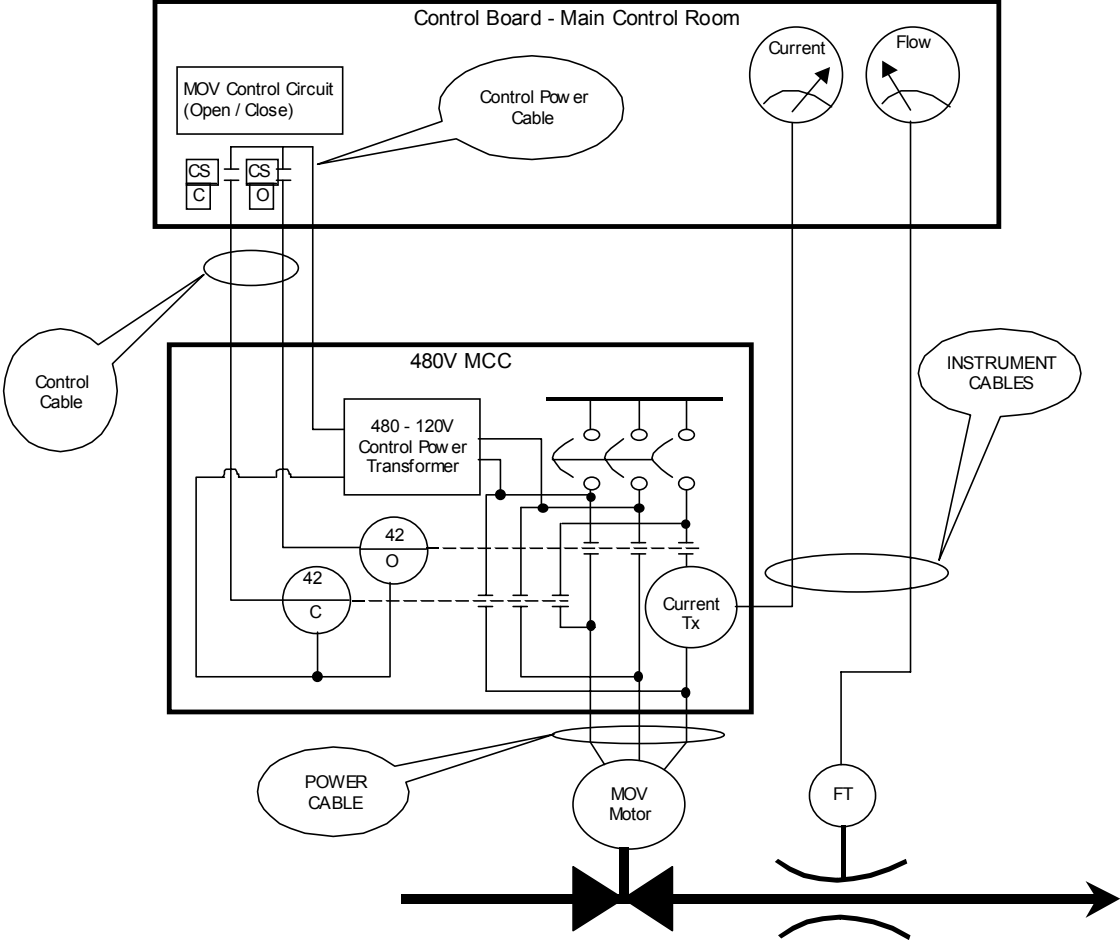 Control Board - Main Control Room
Current
Flow
MOV Control Circuit
(Open / Close)
Control Power
Cable
CS
C
CS
O
Control
Cable
480V MCC
INSTRUMENT
CABLES
480 - 120V
Control Power
Transformer
42
O
42
C
Current
Tx
POWER
CABLE
MOV
Motor
FT